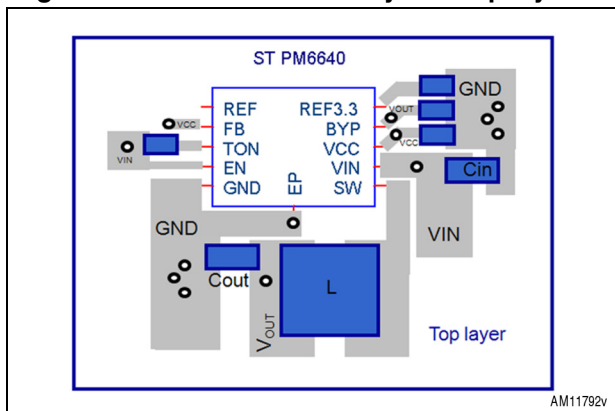 ST PM6640
REF
FB
TON
EN
GND
EP
REF3.3
BYP
VCC
VIN
SW
VCC
VIN
VOUT
VCC
GND
Cin
VIN
GND
Cout
VOUT
L
Top layer
AM11792v